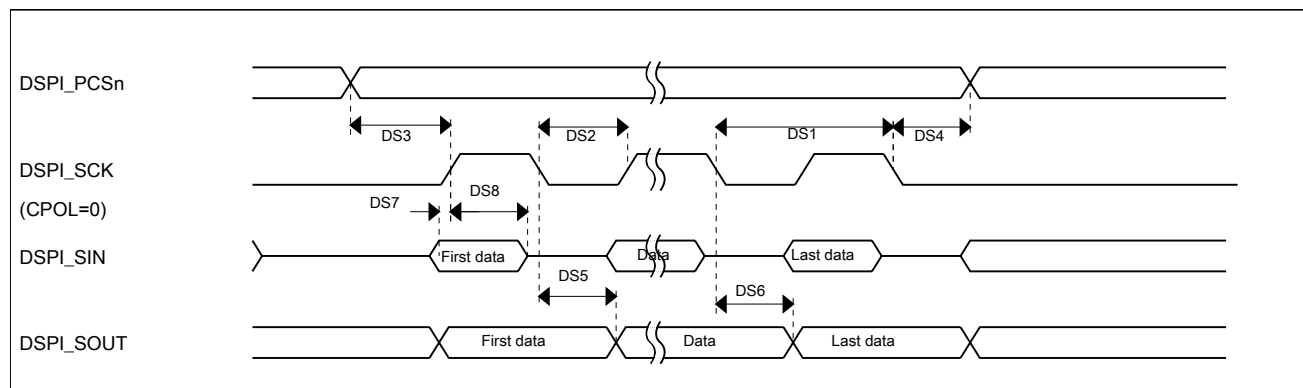 DSPI_PCSn
DS3
DS2
DS1
DS4
DSPI_SCK
(CPOL=0)
DS7
DS8
DSPI_SIN
First data
Data
Last data
DS5
DS6
DSPI_SOUT
First data
Data
Last data